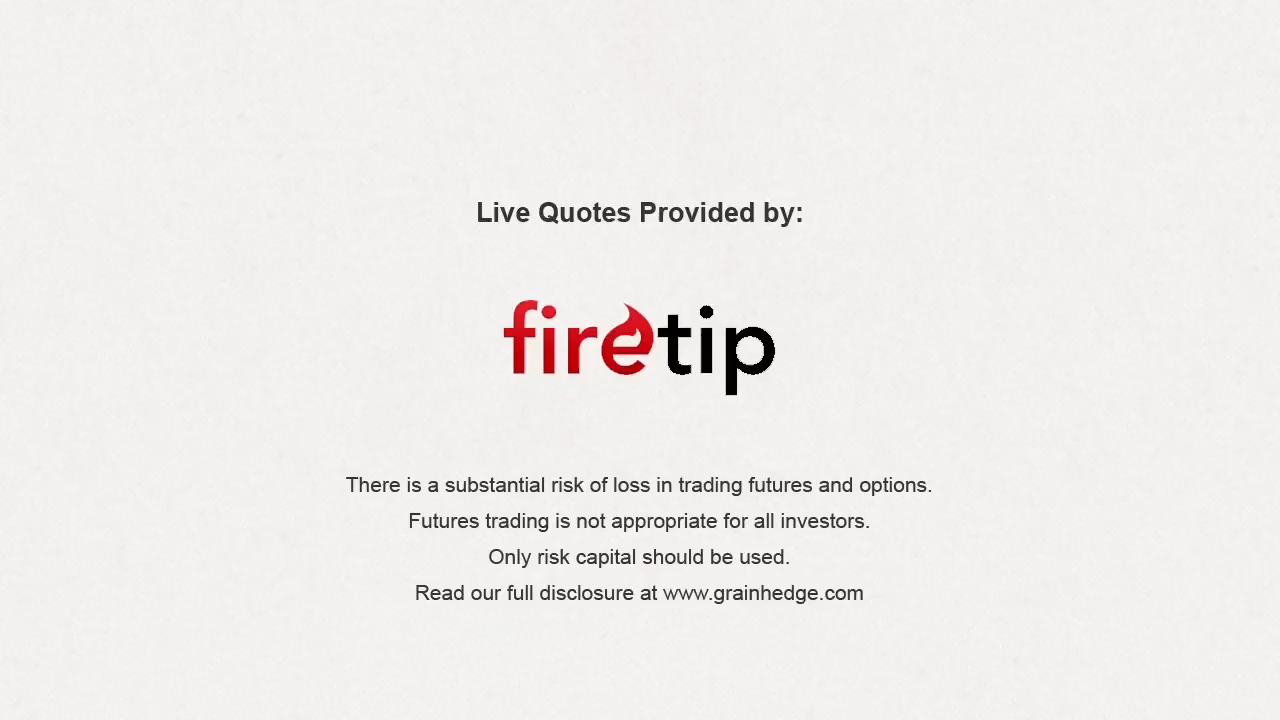 Live Quotes Provided by:
firetip
There is a substantial risk of loss in trading futures and options.
Futures trading is not appropriate for all investors.
Only risk capital should be used.
Read our full disclosure at www.grainhedge.com